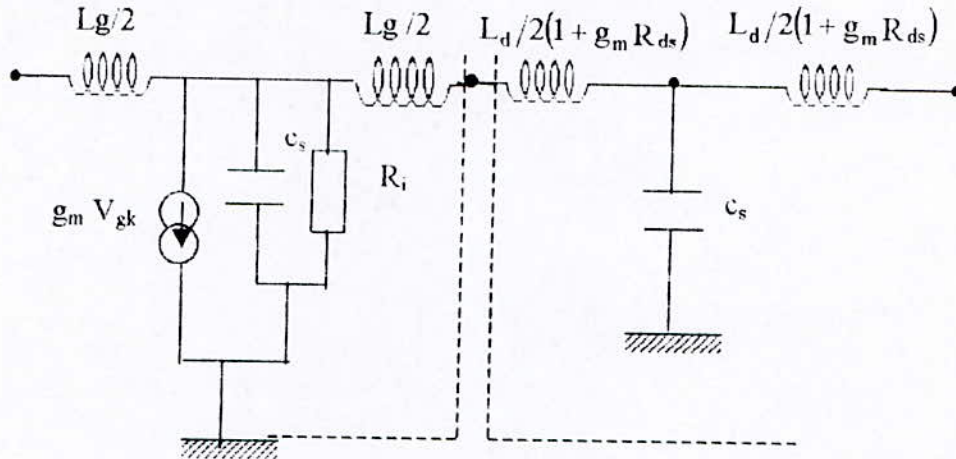 Lg/2
Lg/2
L_d/2(1 + g_m R_ds)
L_d/2(1 + g_m R_ds)
c_s
R_i
g_m V_gk
c_s